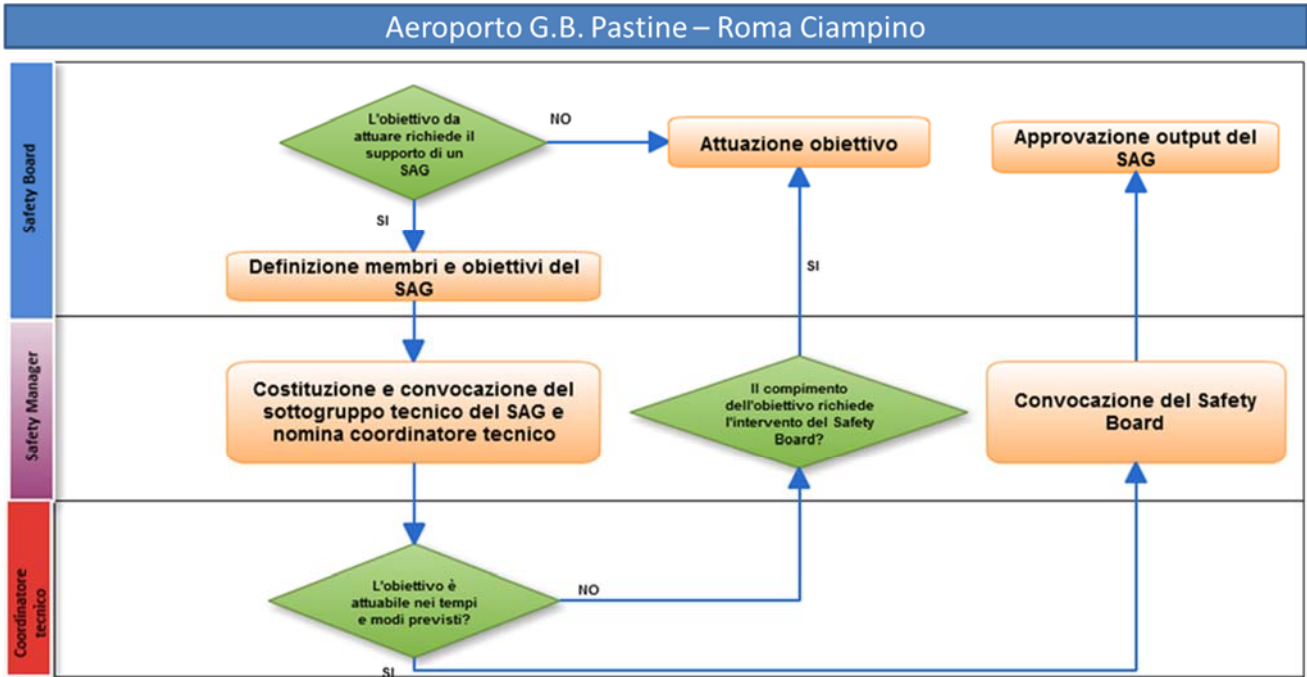 Aeroporto G.B. Pastine – Roma Ciampino
Safety Board
L'obiettivo da
attuare richiede il
supporto di un
SAG
NO
Attuazione obiettivo
Approvazione output del
SAG
SI
Definizione membri e obiettivi del
SAG
SI
Safety Manager
Costituzione e convocazione del
sottogruppo tecnico del SAG e
nomina coordinatore tecnico
Il compimento
dell'obiettivo richiede
l'intervento del Safety
Board?
Convocazione del Safety
Board
Coordinatore
tecnico
L'obiettivo è
attuabile nei tempi
e modi previsti?
NO
SI